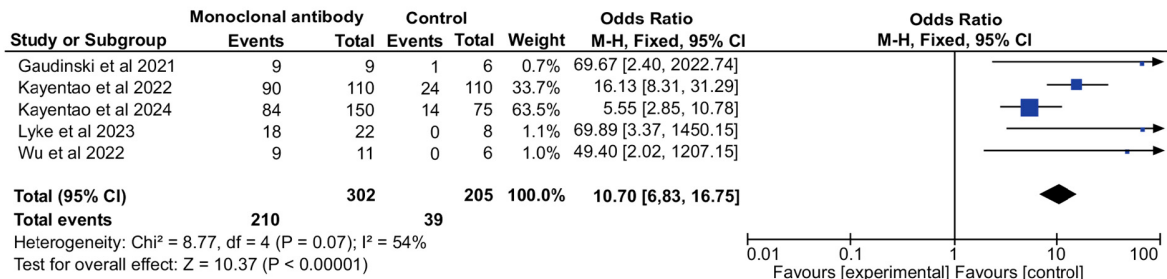 Monoclonal antibody Control Odds Ratio Odds Ratio
Study or Subgroup Events Total Events Total Weight M-H, Fixed, 95% CI M-H, Fixed, 95% CI
Gaudinski et al 2021 9 9 1 6 0.7% 69.67 [2.40, 2022.74]
Kayentao et al 2022 90 110 24 110 33.7% 16.13 [8.31, 31.29]
Kayentao et al 2024 84 150 14 75 63.5% 5.55 [2.85, 10.78]
Lyke et al 2023 18 22 0 8 1.1% 69.89 [3.37, 1450.15]
Wu et al 2022 9 11 0 6 1.0% 49.40 [2.02, 1207.15]
Total (95% CI) 302 205 100.0% 10.70 [6,83, 16.75]
Total events 210 39
Heterogeneity: Chi² = 8.77, df = 4 (P = 0.07); I² = 54%
Test for overall effect: Z = 10.37 (P < 0.00001)
0.01 0.1 1 10 100
Favours [experimental] Favours [control]